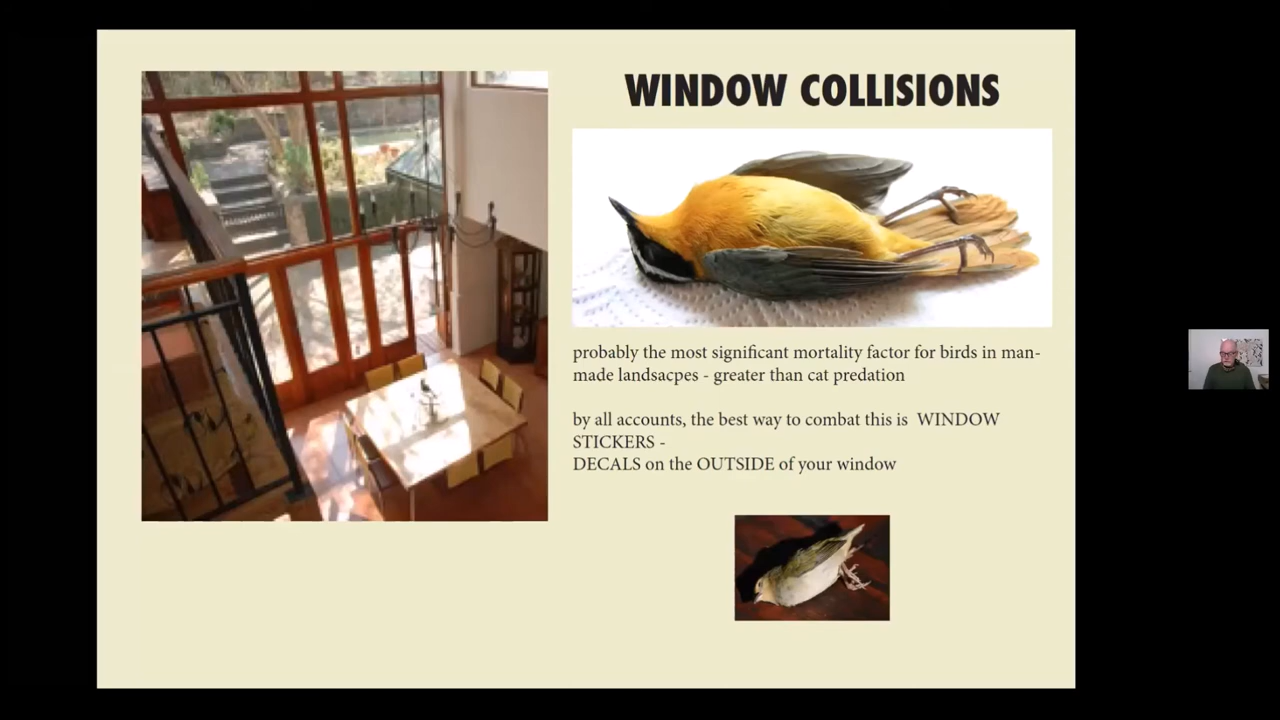 WINDOW COLLISIONS
probably the most significant mortality factor for birds in man-
made landsacpes - greater than cat predation
by all accounts, the best way to combat this is  WINDOW
STICKERS -
DECALS on the OUTSIDE of your window